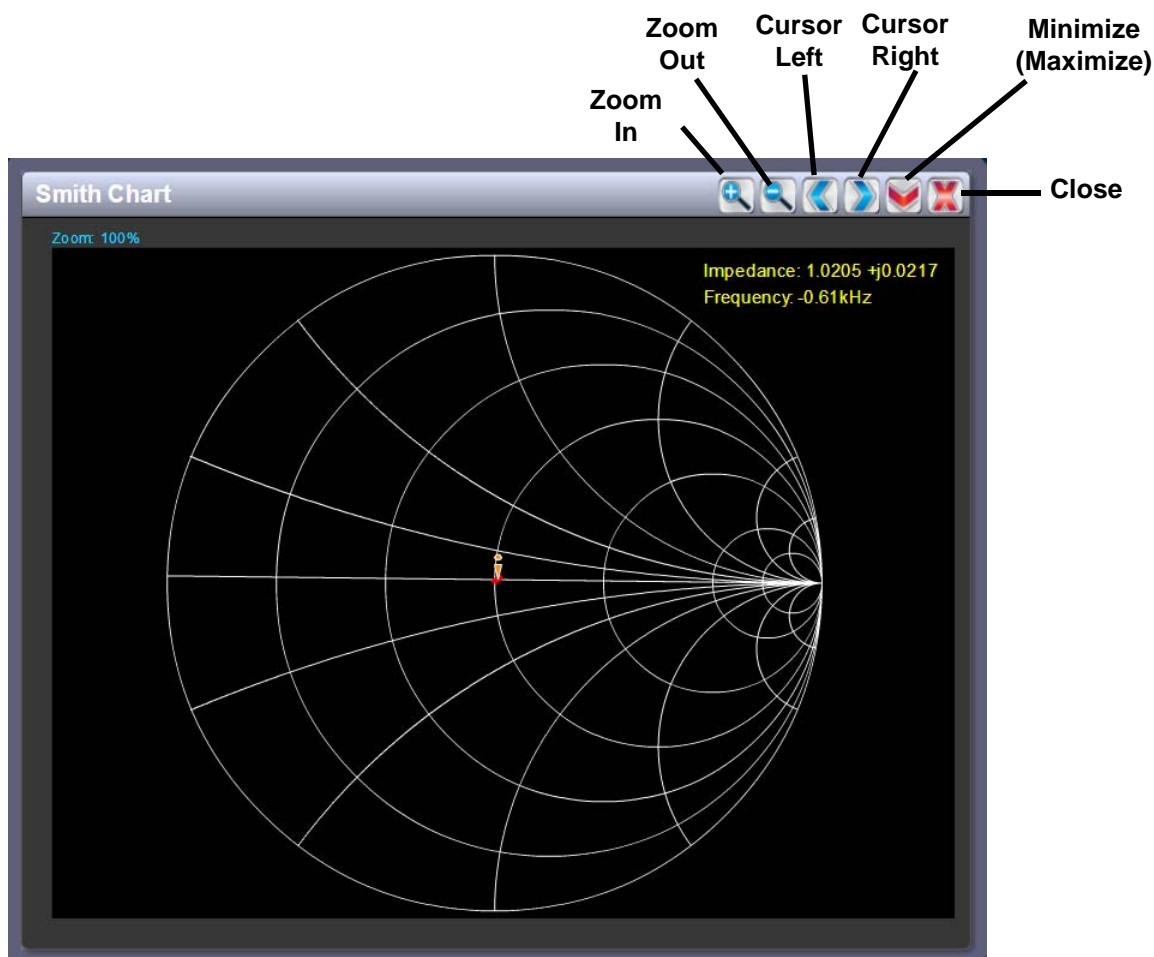 Zoom
Out
Cursor
Left
Cursor
Right
Minimize
(Maximize)
Zoom
In
Close
Smith Chart
Zoom: 100%
Impedance: 1.0205 +j0.0217
Frequency: -0.61kHz